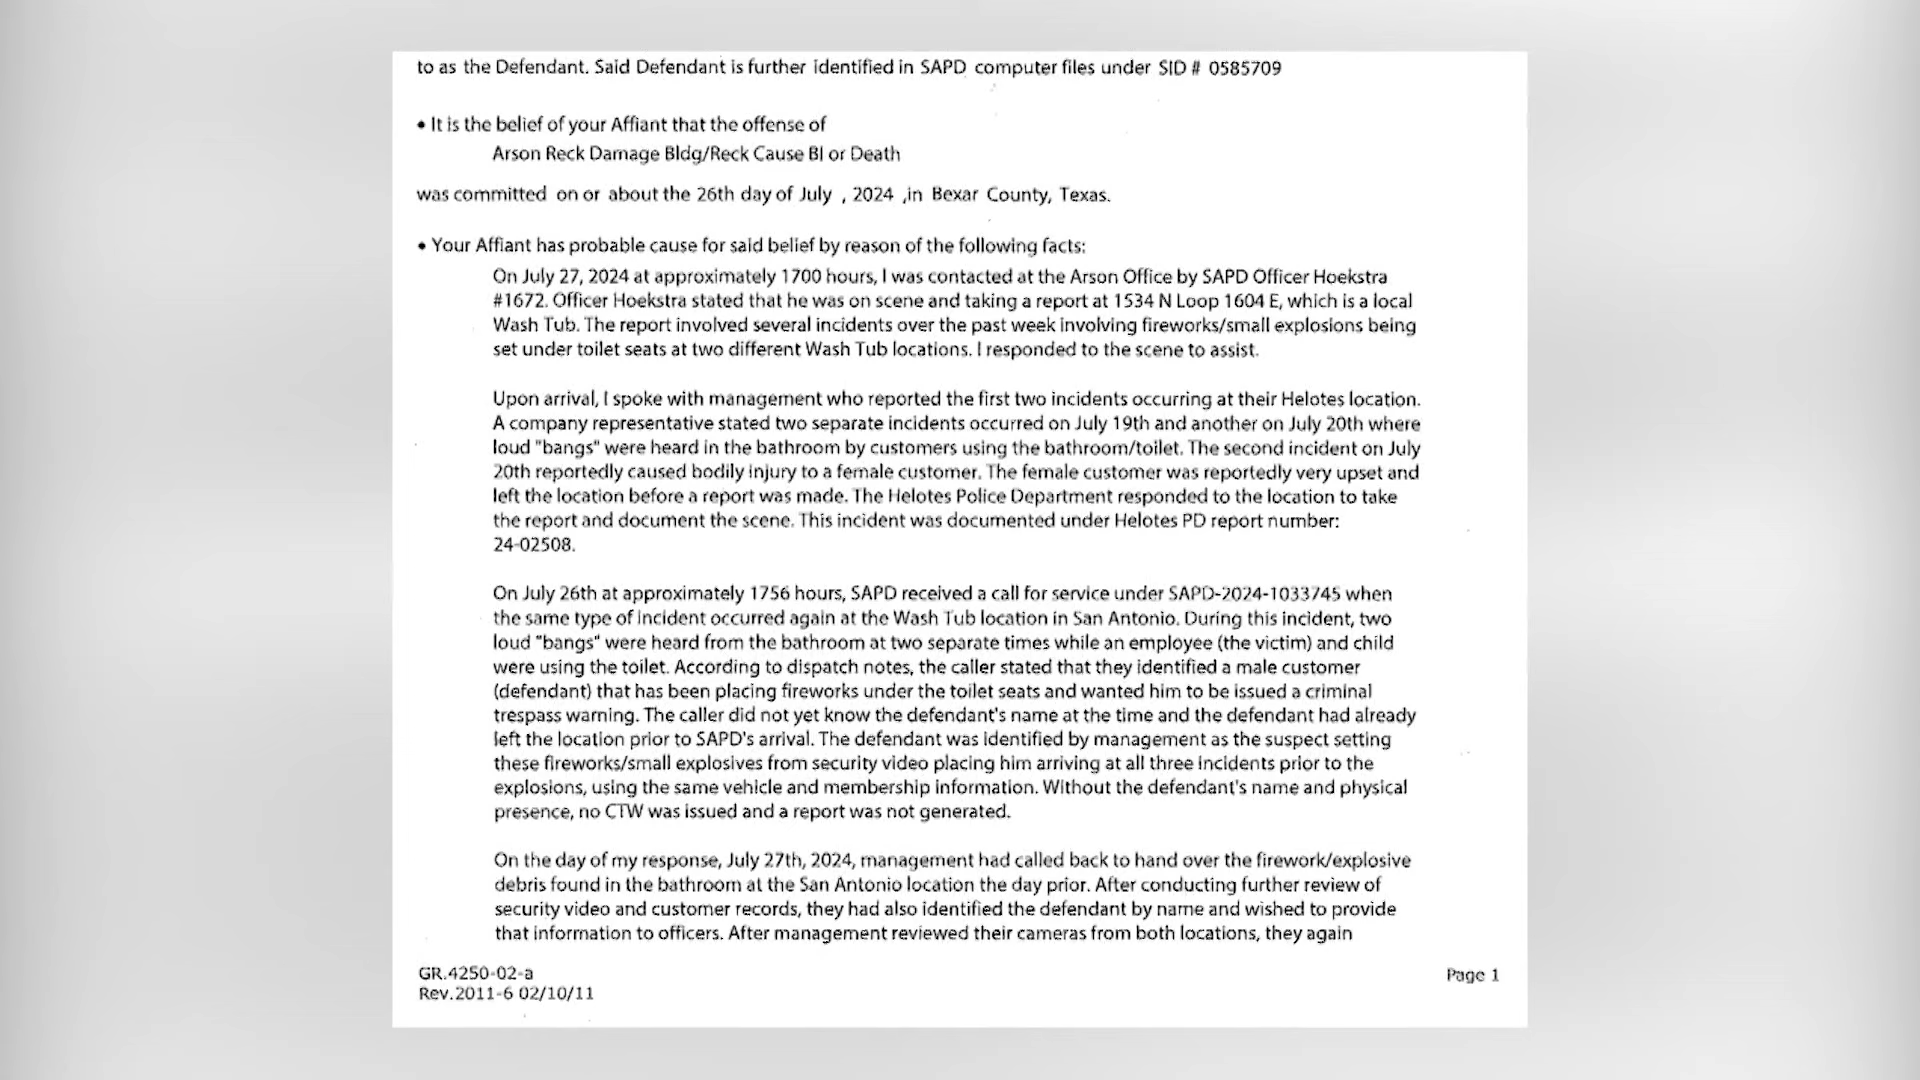 to as the Defendant. Said Defendant is further identified in SAPD computer files under SID # 0585709
• It is the belief of your Affiant that the offense of
Arson Reck Damage Bldg/Reck Cause BI or Death
was committed on or about the 26th day of July , 2024 ,in Bexar County, Texas.
• Your Affiant has probable cause for said belief by reason of the following facts:
On July 27, 2024 at approximately 1700 hours, I was contacted at the Arson Office by SAPD Officer Hoekstra
#1672. Officer Hoekstra stated that he was on scene and taking a report at 1534 N Loop 1604 E, which is a local
Wash Tub. The report involved several incidents over the past week involving fireworks/small explosions being
set under toilet seats at two different Wash Tub locations. I responded to the scene to assist.
Upon arrival, I spoke with management who reported the first two incidents occurring at their Helotes location.
A company representative stated two separate incidents occurred on July 19th and another on July 20th where
loud "bangs" were heard in the bathroom by customers using the bathroom/toilet. The second incident on July
20th reportedly caused bodily injury to a female customer. The female customer was reportedly very upset and
left the location before a report was made. The Helotes Police Department responded to the location to take
the report and document the scene. This incident was documented under Helotes PD report number:
24-02508.
On July 26th at approximately 1756 hours, SAPD received a call for service under SAPD-2024-1033745 when
the same type of incident occurred again at the Wash Tub location in San Antonio. During this incident, two
loud "bangs" were heard from the bathroom at two separate times while an employee (the victim) and child
were using the toilet. According to dispatch notes, the caller stated that they identified a male customer
(defendant) that has been placing fireworks under the toilet seats and wanted him to be issued a criminal
trespass warning. The caller did not yet know the defendant's name at the time and the defendant had already
left the location prior to SAPD's arrival. The defendant was identified by management as the suspect setting
these fireworks/small explosives from security video placing him arriving at all three incidents prior to the
explosions, using the same vehicle and membership information. Without the defendant's name and physical
presence, no CTW was issued and a report was not generated.
On the day of my response, July 27th, 2024, management had called back to hand over the firework/explosive
debris found in the bathroom at the San Antonio location the day prior. After conducting further review of
security video and customer records, they had also identified the defendant by name and wished to provide
that information to officers. After management reviewed their cameras from both locations, they again
GR.4250-02-a
Rev.2011-6 02/10/11
Page 1